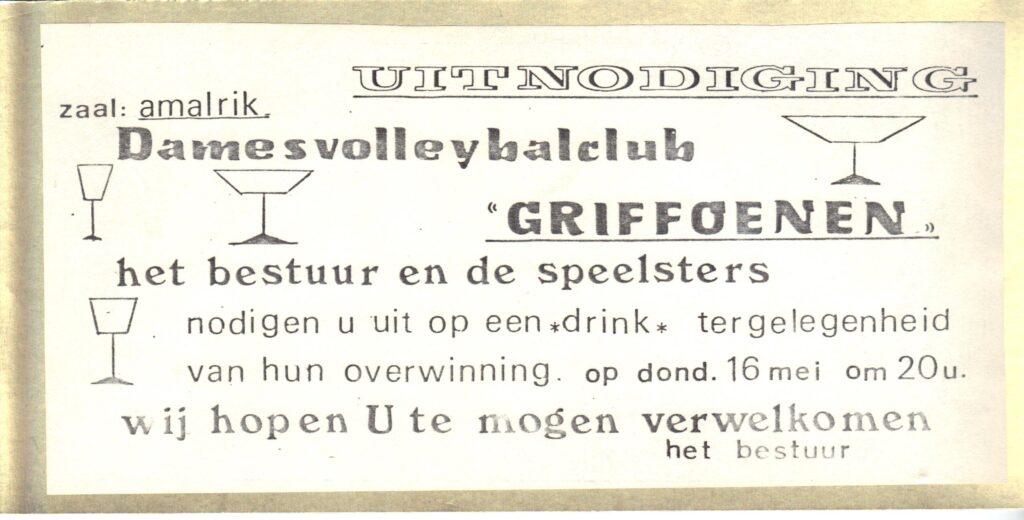 UITNODIGING
zaal: amalrik.
Damesvolleybalclub
“GRIFFOENEN”
het bestuur en de speelsters
nodigen u uit op een *drink* tergelegenheid
van hun overwinning. op dond. 16 mei om 20u.
wij hopen U te mogen verwelkomen
het bestuur